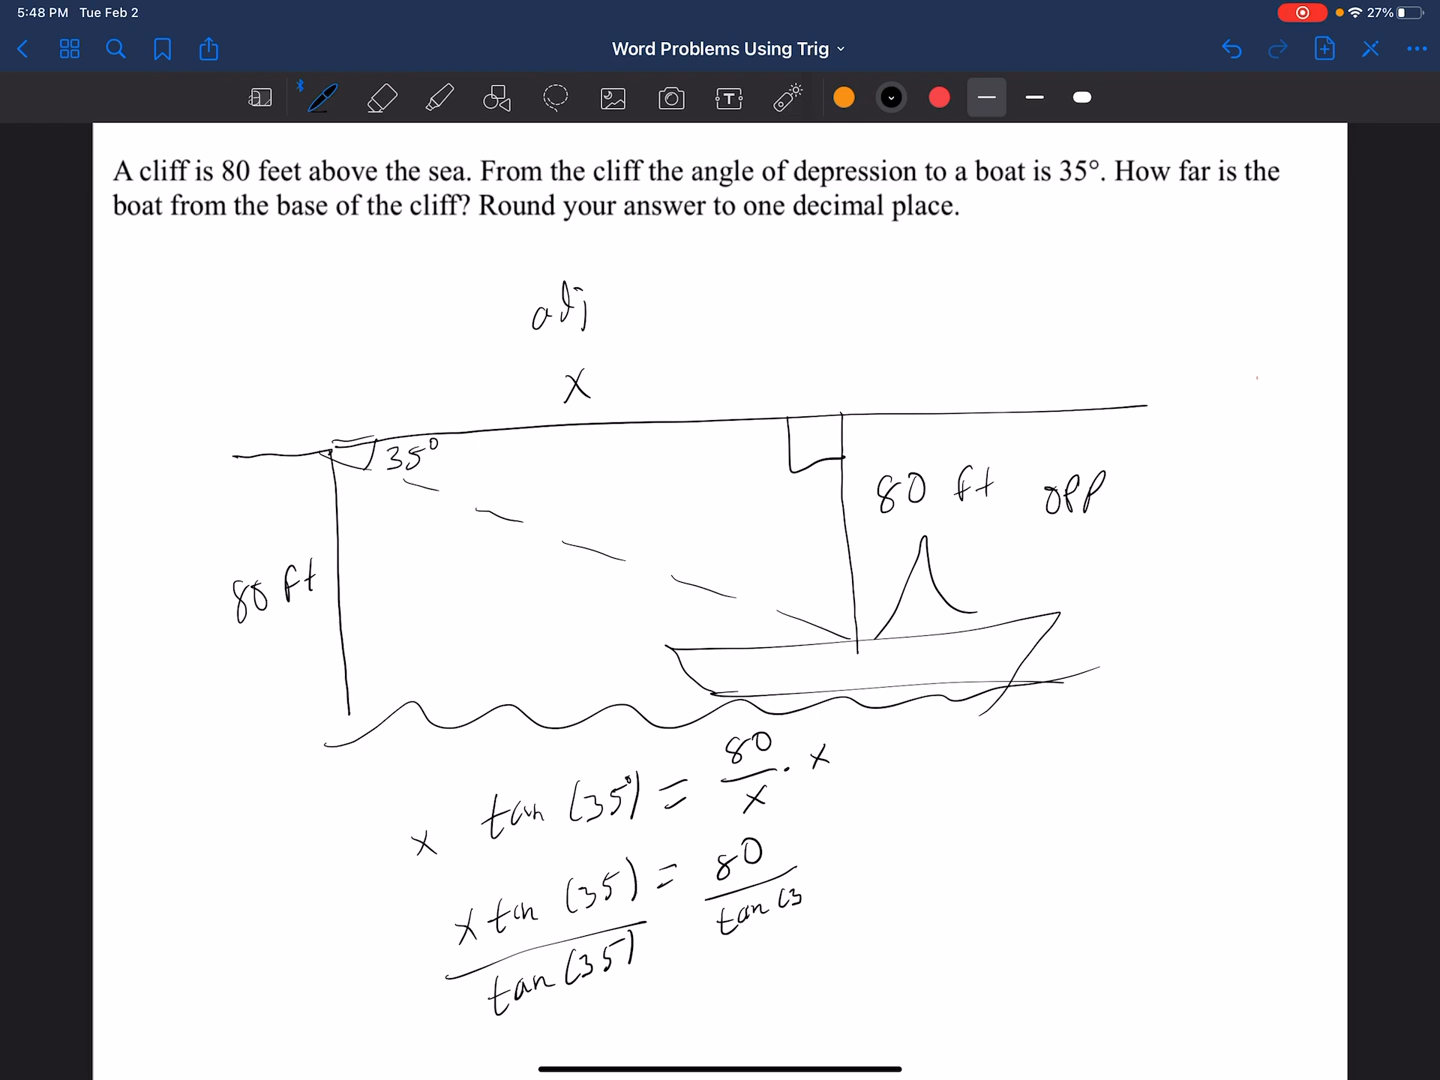 5:48 PM Tue Feb 2
27%
Word Problems Using Trig
T
A cliff is 80 feet above the sea. From the cliff the angle of depression to a boat is 35°. How far is the
boat from the base of the cliff? Round your answer to one decimal place.
adj
x
35°
80 ft opp
80 ft
x tan (35°) = 80/x · x
x tan (35) / tan (35) = 80 / tan (3